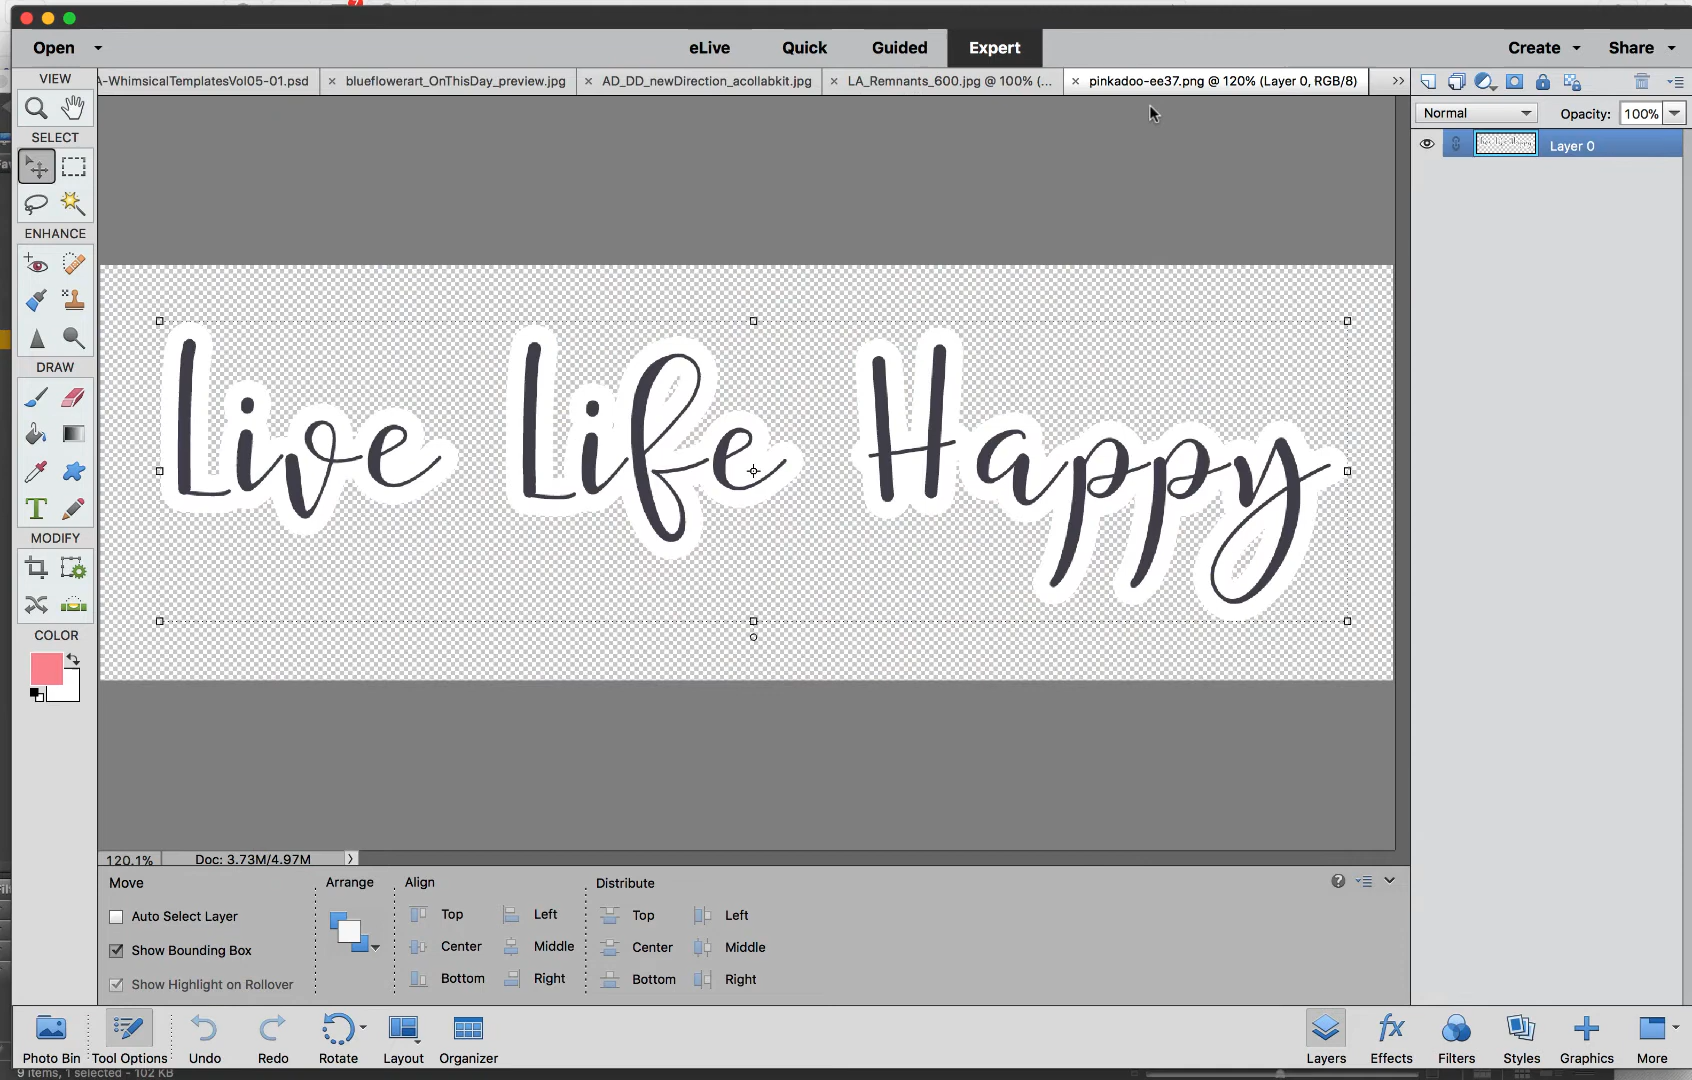 Open
eLive Quick Guided Expert
Create Share
VIEW
A-WhimsicalTemplatesVol05-01.psd
× blueflowerart_OnThisDay_preview.jpg
× AD_DD_newDirection_acollabkit.jpg
× LA_Remnants_600.jpg @ 100% (...
× pinkadoo-ee37.png @ 120% (Layer 0, RGB/8)
Normal Opacity: 100%
Layer 0
SELECT
ENHANCE
DRAW
MODIFY
COLOR
Live Life Happy
120.1% Doc: 3.73M/4.97M
Move Arrange Align Distribute
Auto Select Layer Top Left Top Left
Show Bounding Box Center Middle Center Middle
Show Highlight on Rollover Bottom Right Bottom Right
Photo Bin Tool Options Undo Redo Rotate Layout Organizer
Layers Effects Filters Styles Graphics More
9 items, 1 selected - 102 KB